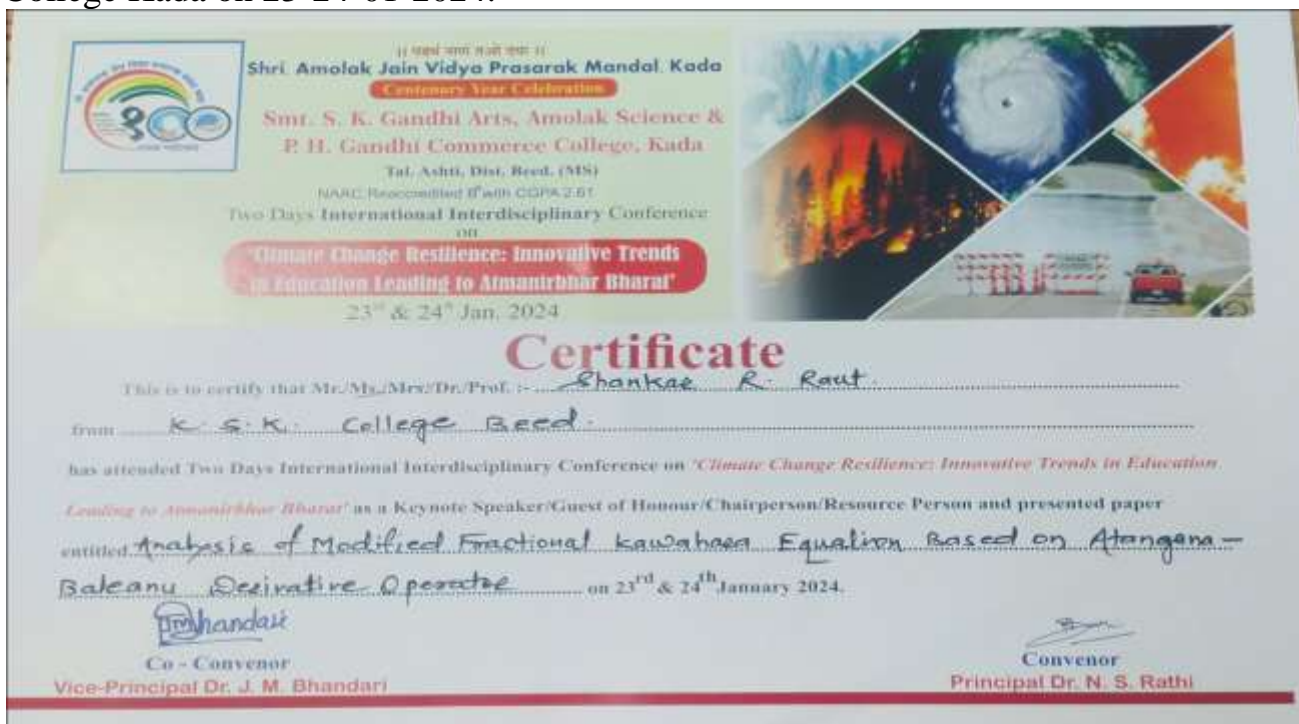 College Kada on 23-24-01-2024.
Shri. Amolak Jain Vidya Prasarak Mandal. Kada
Centenary Year Celebration
Smt. S. K. Gandhi Arts, Amolak Science &
P. H. Gandhi Commerce College, Kada
Tal. Ashti, Dist. Beed. (MS)
NAAC Reaccredited B+ with CGPA 2.61
Two Days International Interdisciplinary Conference
on
"Climate Change Resilience: Innovative Trends
in Education Leading to Atmanirbhar Bharat"
23rd & 24th Jan. 2024
Certificate
This is to certify that Mr./Ms./Mrs./Dr./Prof. :- Shankar R. Raut.
from K. S. K. College Beed.
has attended Two Days International Interdisciplinary Conference on 'Climate Change Resilience: Innovative Trends in Education
Leading to Atmanirbhar Bharat' as a Keynote Speaker/Guest of Honour/Chairperson/Resource Person and presented paper
entitled Analysis of Modified Fractional Kawahara Equation Based on Atangana-
Baleanu Derivative Operator on 23rd & 24th January 2024.
Bhandari
Co - Convenor
Vice-Principal Dr. J. M. Bhandari
Convenor
Principal Dr. N. S. Rathi